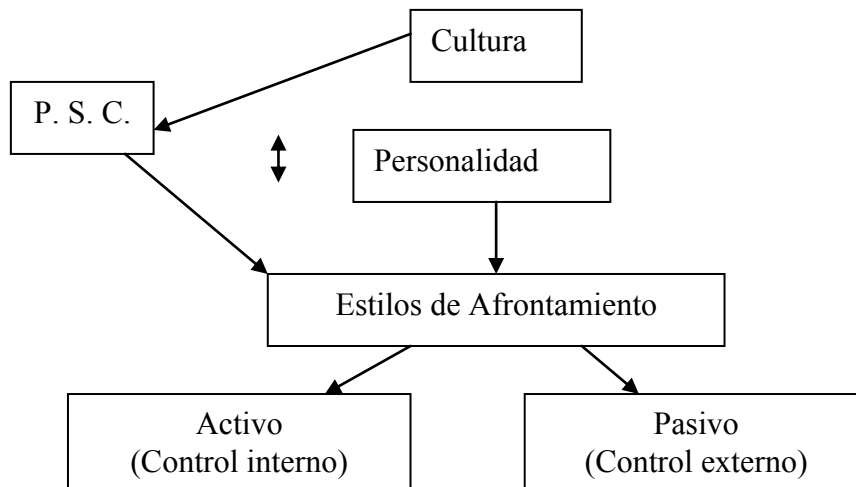 Cultura
P. S. C.
Personalidad
Estilos de Afrontamiento
Activo
(Control interno)
Pasivo
(Control externo)